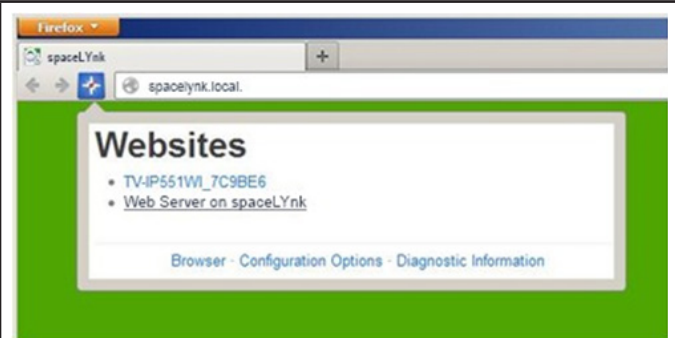 Firefox
spaceLYnk
spacelynk.local.
Websites
TV-IP551WI_7C9BE6
Web Server on spaceLYnk
Browser - Configuration Options - Diagnostic Information